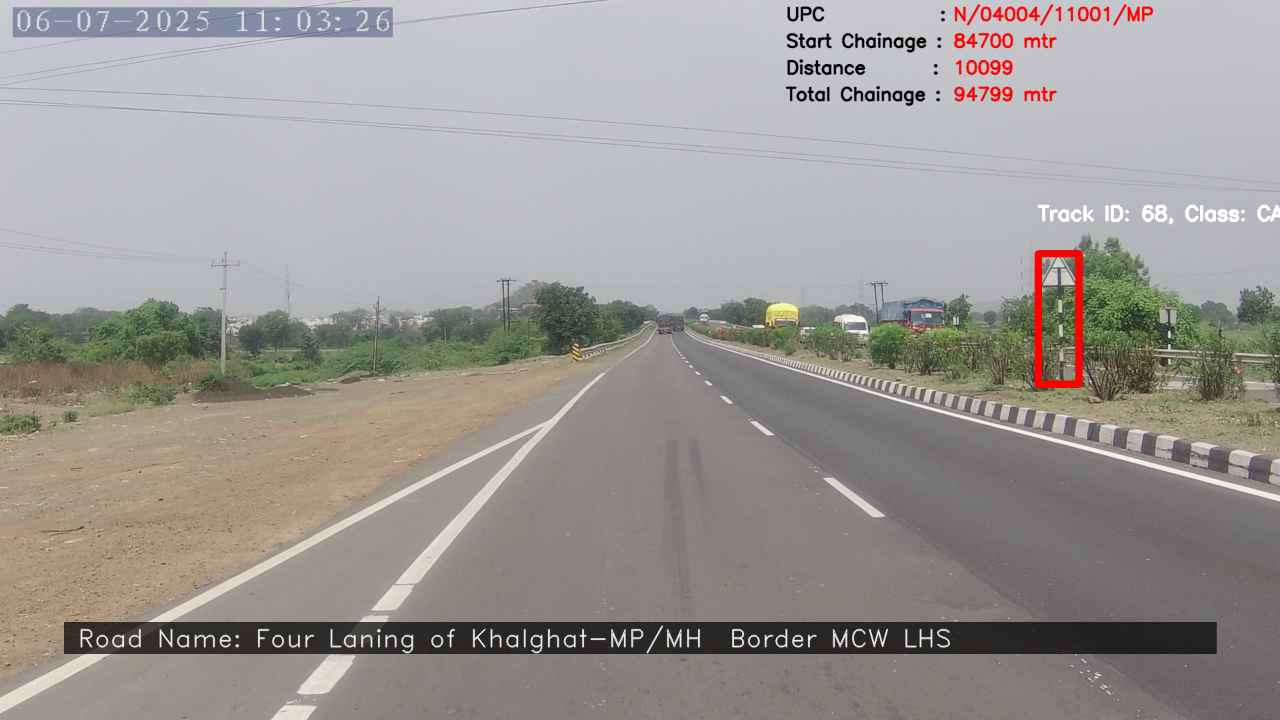 06-07-2025 11:03:26
UPC : N/04004/11001/MP
Start Chainage : 84700 mtr
Distance : 10099
Total Chainage : 94799 mtr
Track ID: 68, Class: CA
Road Name: Four Laning of Khalghat-MP/MH Border MCW LHS